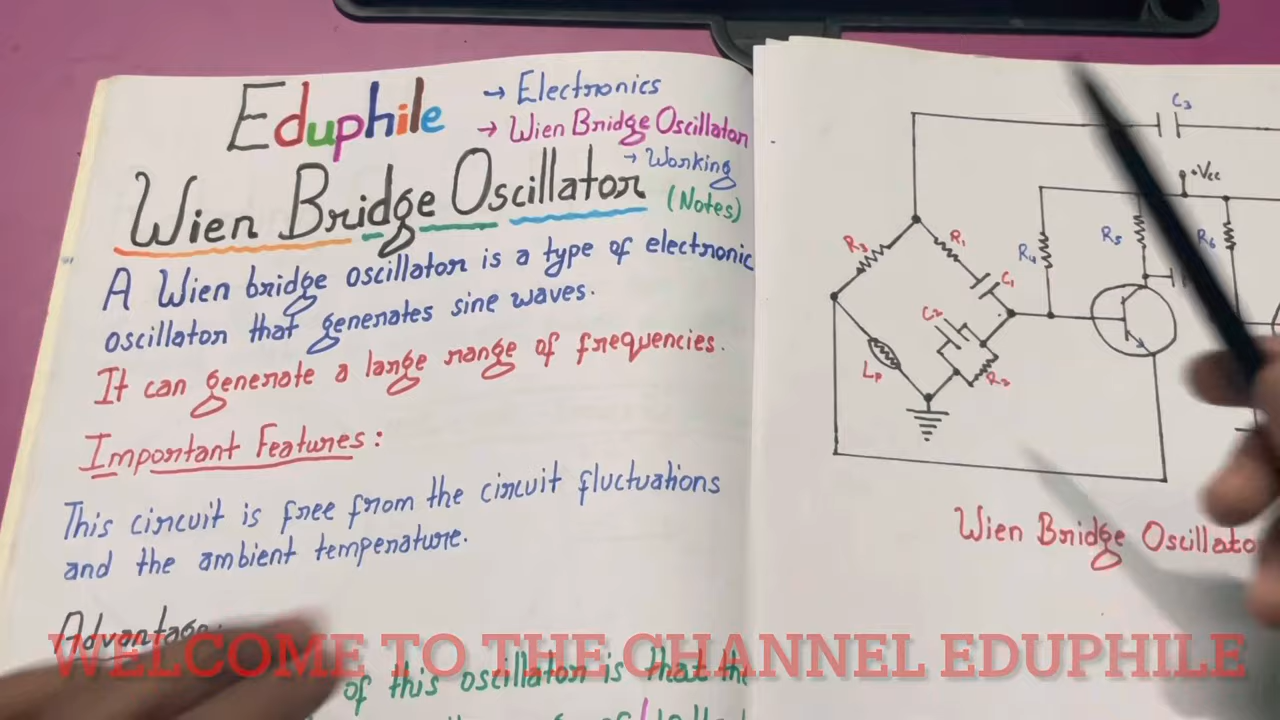 Eduphile
→ Electronics
→ Wien Bridge Oscillator
→ Working
(Notes)
Wien Bridge Oscillator
A Wien bridge oscillator is a type of electronic
oscillator that generates sine waves.
It can generate a large range of frequencies.
Important Features:
This circuit is free from the circuit fluctuations
and the ambient temperature.
Advantage:
of this oscillator is that the
WELCOME TO THE CHANNEL EDUPHILE
C3
+Vcc
R3
R1
R4
R5
R6
C1
C2
Lp
R2
Wien Bridge Oscillato